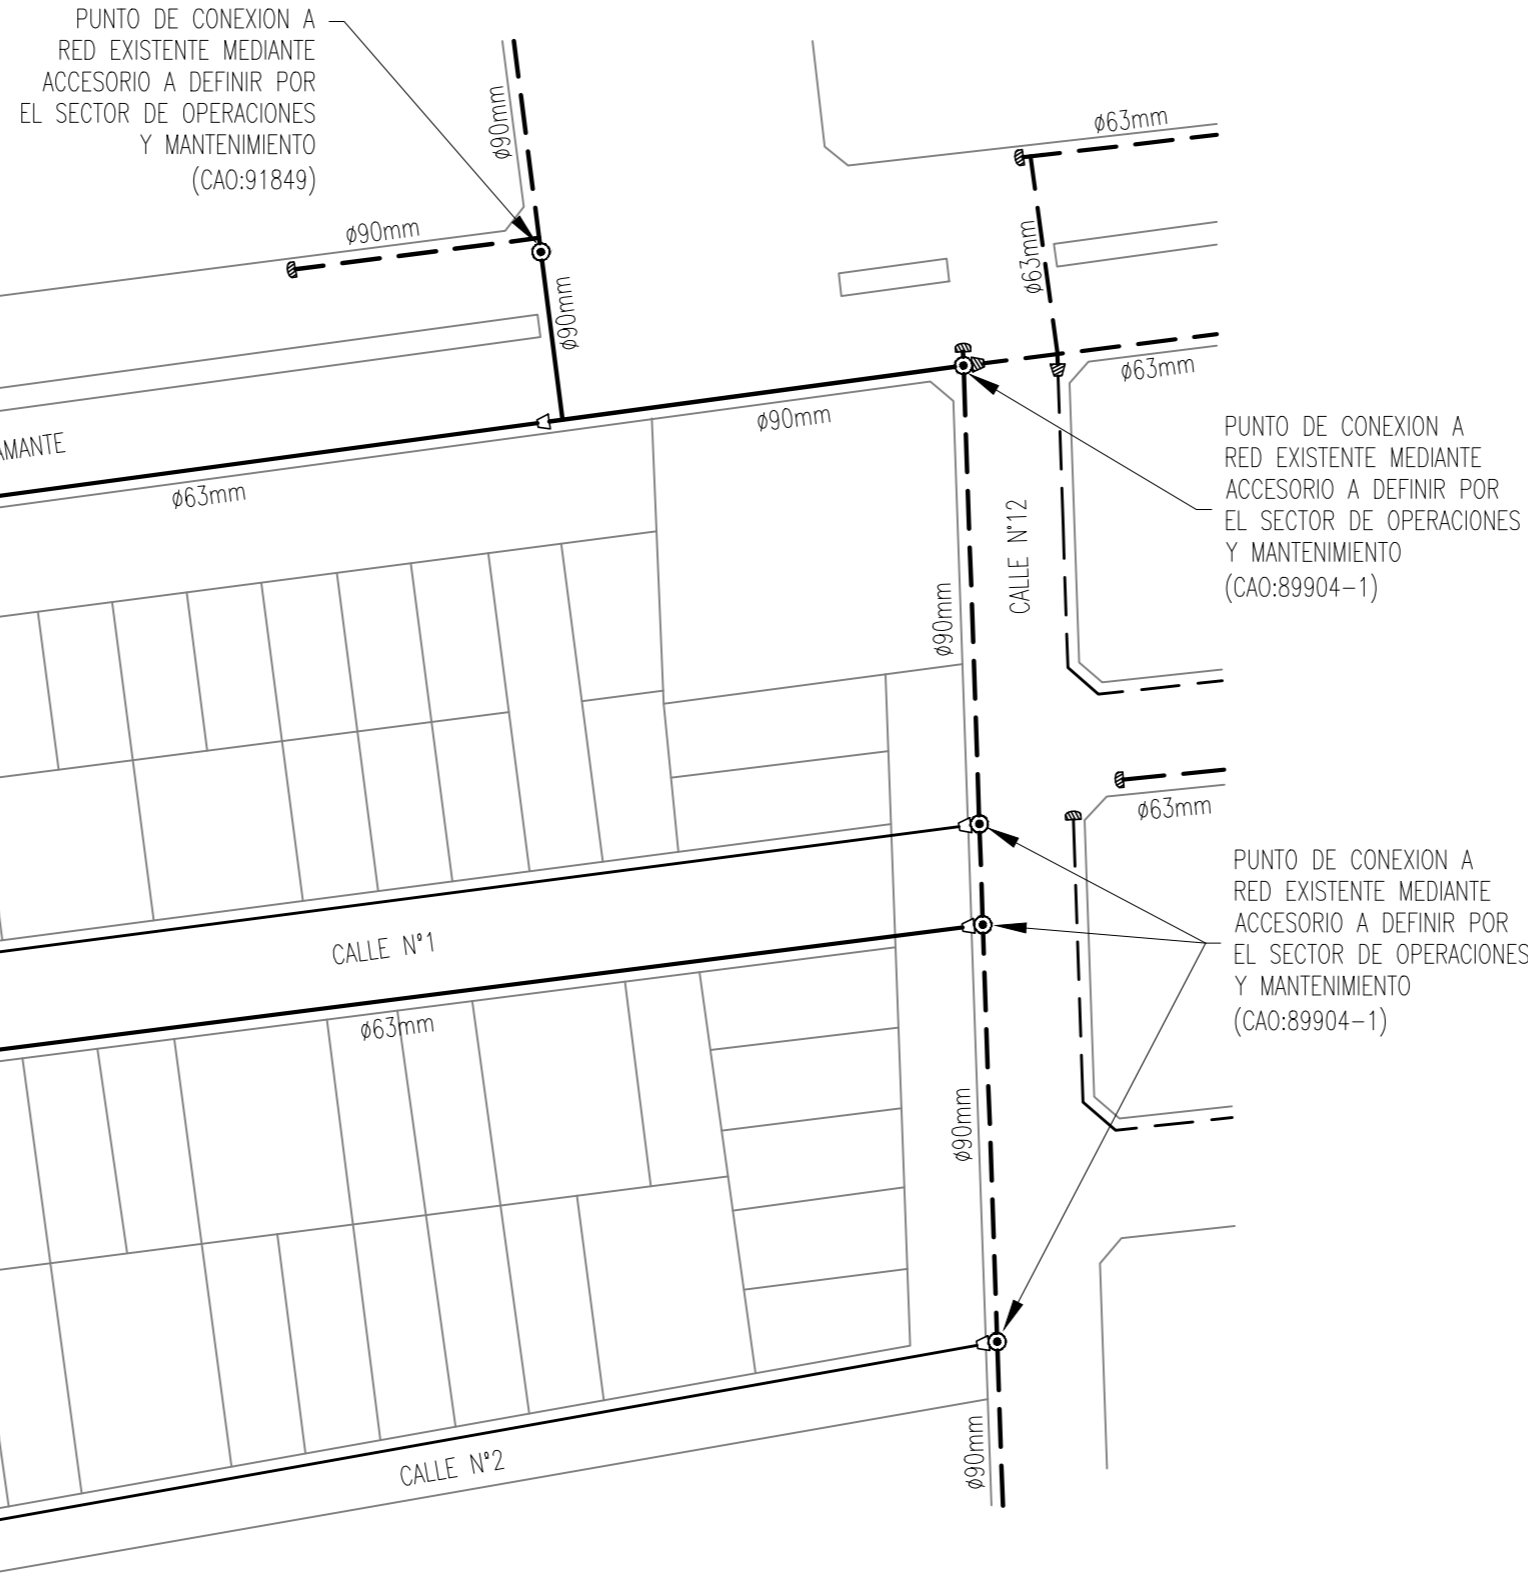 PUNTO DE CONEXION A
RED EXISTENTE MEDIANTE
ACCESORIO A DEFINIR POR
EL SECTOR DE OPERACIONES
Y MANTENIMIENTO
(CAO:91849)
ø90mm
ø90mm
ø90mm
ø63mm
ø63mm
ø63mm
ø90mm
AMANTE
ø63mm
PUNTO DE CONEXION A
RED EXISTENTE MEDIANTE
ACCESORIO A DEFINIR POR
EL SECTOR DE OPERACIONES
Y MANTENIMIENTO
(CAO:89904-1)
CALLE N°12
ø90mm
ø63mm
PUNTO DE CONEXION A
RED EXISTENTE MEDIANTE
ACCESORIO A DEFINIR POR
EL SECTOR DE OPERACIONES
Y MANTENIMIENTO
(CAO:89904-1)
CALLE N°1
ø63mm
ø90mm
CALLE N°2
ø90mm